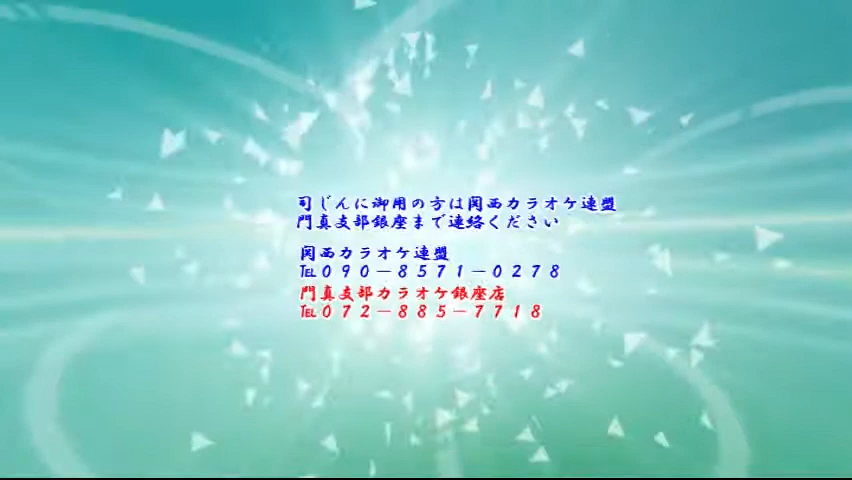 司じんに御用の方は関西カラオケ連盟
門真支部銀座まで連絡ください
関西カラオケ連盟
℡０９０－８５７１－０２７８
門真支部カラオケ銀座店
℡０７２－８８５－７７１８